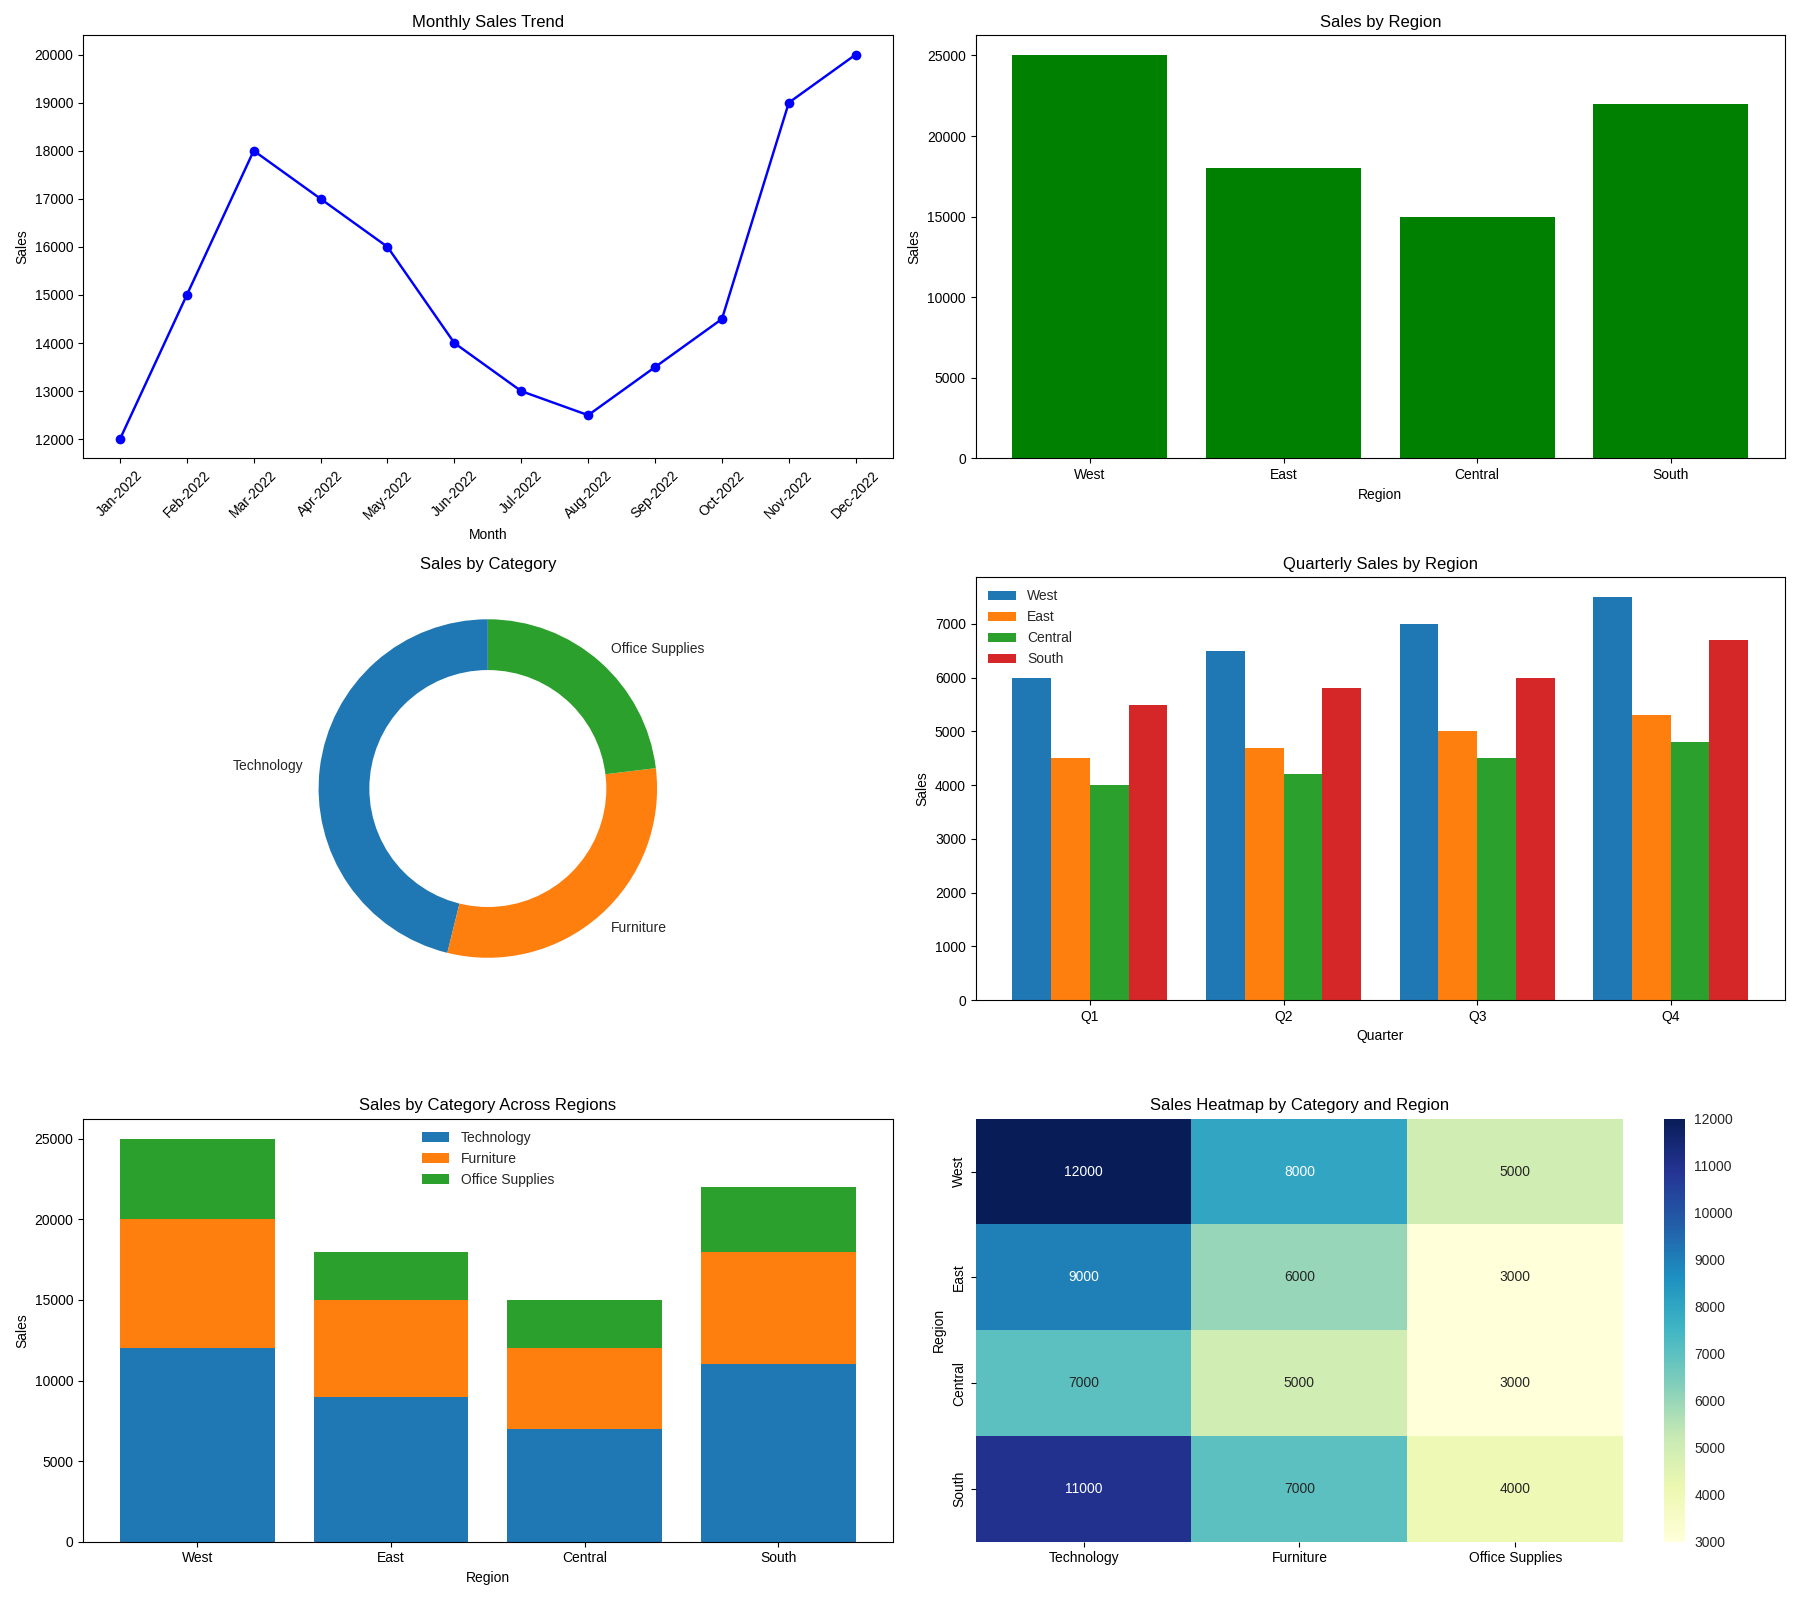 Monthly Sales Trend
20000
19000
18000
17000
16000
15000
14000
13000
12000
Sales
Jan-2022
Feb-2022
Mar-2022
Apr-2022
May-2022
Jun-2022
Jul-2022
Aug-2022
Sep-2022
Oct-2022
Nov-2022
Dec-2022
Month
Sales by Region
25000
20000
15000
10000
5000
0
Sales
West
East
Central
South
Region
Sales by Category
Office Supplies
Technology
Furniture
Quarterly Sales by Region
West
East
Central
South
7000
6000
5000
4000
3000
2000
1000
0
Sales
Q1
Q2
Q3
Q4
Quarter
Sales by Category Across Regions
Technology
Furniture
Office Supplies
25000
20000
15000
10000
5000
0
Sales
West
East
Central
South
Region
Sales Heatmap by Category and Region
West
12000
8000
5000
East
9000
6000
3000
Region
Central
7000
5000
3000
South
11000
7000
4000
Technology
Furniture
Office Supplies
12000
11000
10000
9000
8000
7000
6000
5000
4000
3000